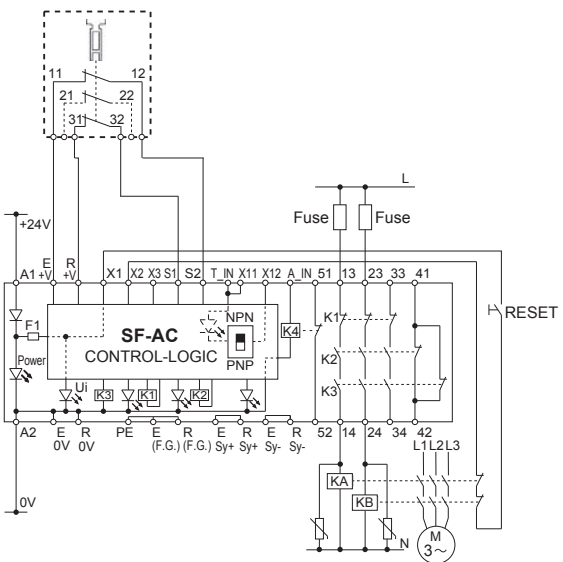 11 12
21 22
31 32
L
Fuse Fuse
+24V
A1 E +V R +V X1 X2 X3 S1 S2 T_IN X11 X12 A_IN 51 13 23 33 41
RESET
F1
SF-AC
CONTROL-LOGIC
NPN
PNP
K4
K1
K2
K3
Power
Ui
K3 K1 K2
A2 E 0V R 0V PE E (F.G.) R (F.G.) E Sy+ R Sy+ E Sy- R Sy- 52 14 24 34 42
L1 L2 L3
0V
KA
KB
N
M
3~